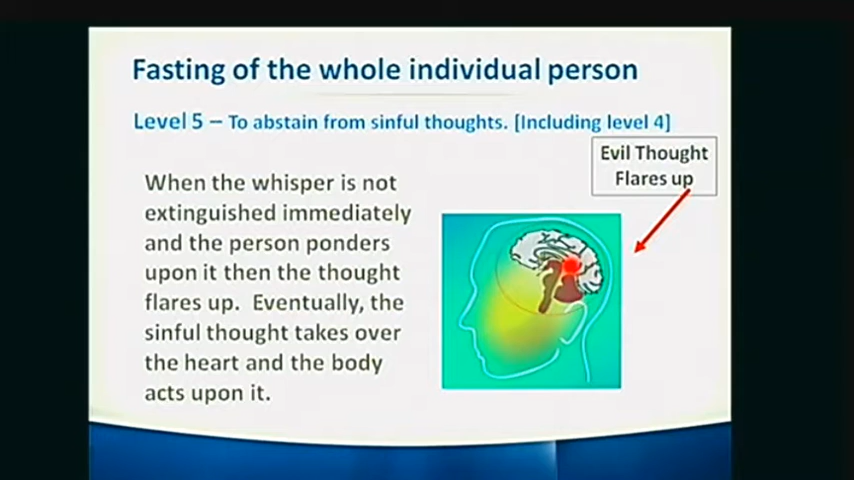 Fasting of the whole individual person
Level 5 – To abstain from sinful thoughts. [Including level 4]
Evil Thought
Flares up
When the whisper is not
extinguished immediately
and the person ponders
upon it then the thought
flares up.  Eventually, the
sinful thought takes over
the heart and the body
acts upon it.